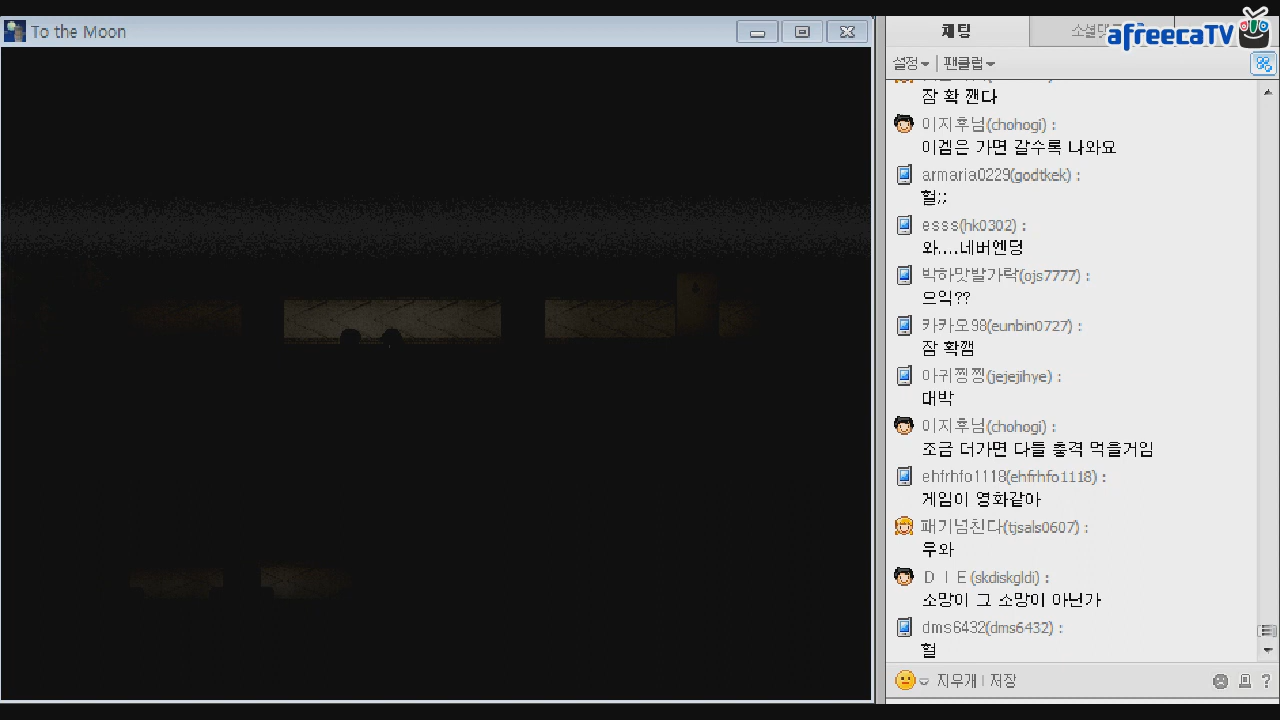 To the Moon
채팅
afreecaTV
설정
팬클럽
잠 확 깬다
이지후님(chohogi) :
이겜은 가면 갈수록 나와요
armaria0229(godtkek) :
헐;;
esss(hk0302) :
와....네버엔딩
박하맛발가락(ojs7777) :
으익??
카카오98(eunbin0727) :
잠 확깸
아귀찡찡(jejejihye) :
대박
이지후님(chohogi) :
조금 더가면 다들 충격 먹을거임
ehfrhfo1118(ehfrhfo1118) :
게임이 영화같아
패기넘친다(tjsals0607) :
우와
D I E (skdiskgldi) :
소망이 그 소망이 아닌가
dms6432(dms6432) :
헐
지우개 | 저장